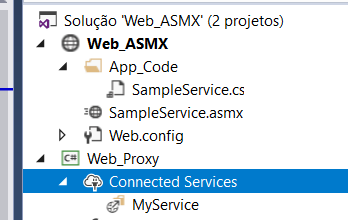 Solução 'Web_ASMX' (2 projetos)
Web_ASMX
App_Code
SampleService.cs
SampleService.asmx
Web.config
C# Web_Proxy
Connected Services
MyService